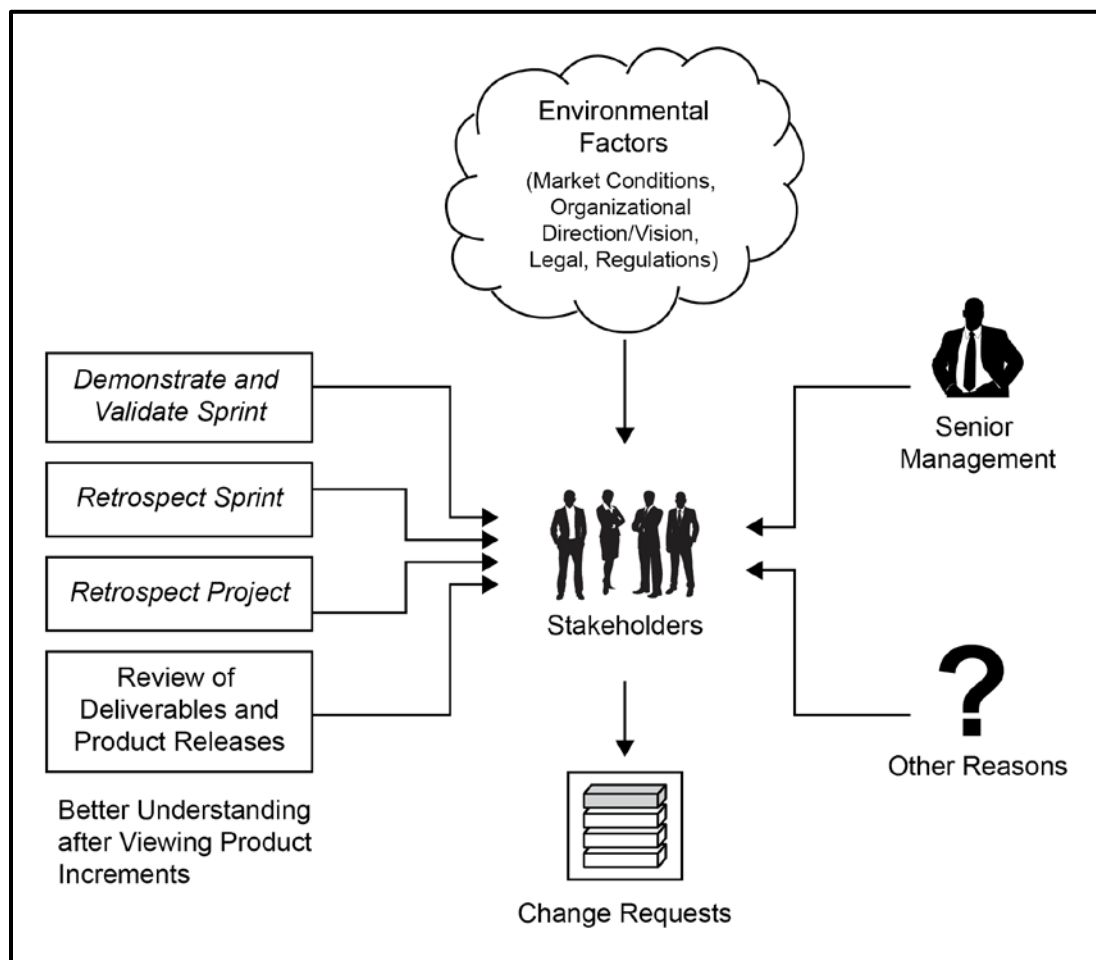 Environmental
Factors
(Market Conditions,
Organizational
Direction/Vision,
Legal, Regulations)
Demonstrate and
Validate Sprint
Retrospect Sprint
Retrospect Project
Review of
Deliverables and
Product Releases
Better Understanding
after Viewing Product
Increments
Stakeholders
Change Requests
Senior
Management
?
Other Reasons